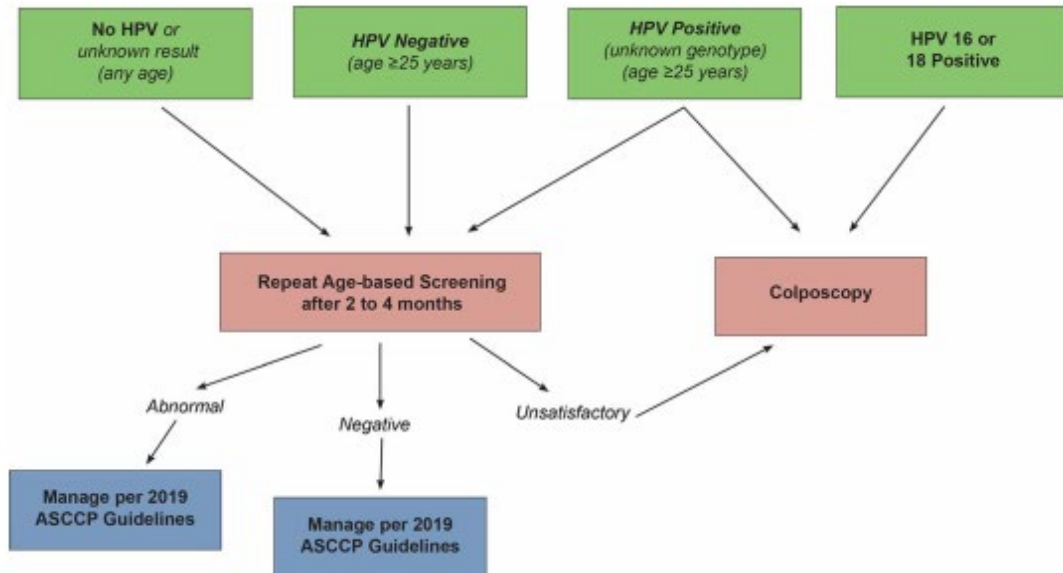 No HPV or
unknown result
(any age)
HPV Negative
(age ≥25 years)
HPV Positive
(unknown genotype)
(age ≥25 years)
HPV 16 or
18 Positive
Repeat Age-based Screening
after 2 to 4 months
Colposcopy
Abnormal
Negative
Unsatisfactory
Manage per 2019
ASCCP Guidelines
Manage per 2019
ASCCP Guidelines